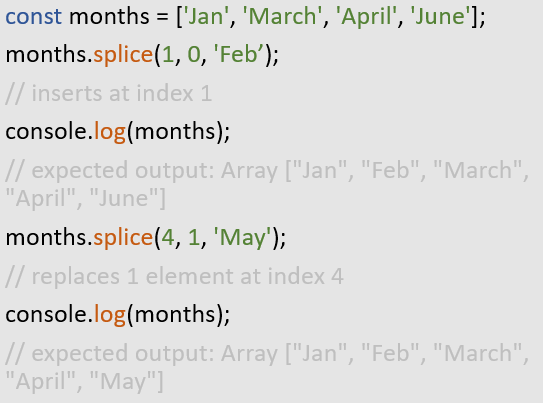 const months = ['Jan', 'March', 'April', 'June'];
months.splice(1, 0, 'Feb’);
// inserts at index 1
console.log(months);
// expected output: Array ["Jan", "Feb", "March",
"April", "June"]
months.splice(4, 1, 'May');
// replaces 1 element at index 4
console.log(months);
// expected output: Array ["Jan", "Feb", "March",
"April", "May"]